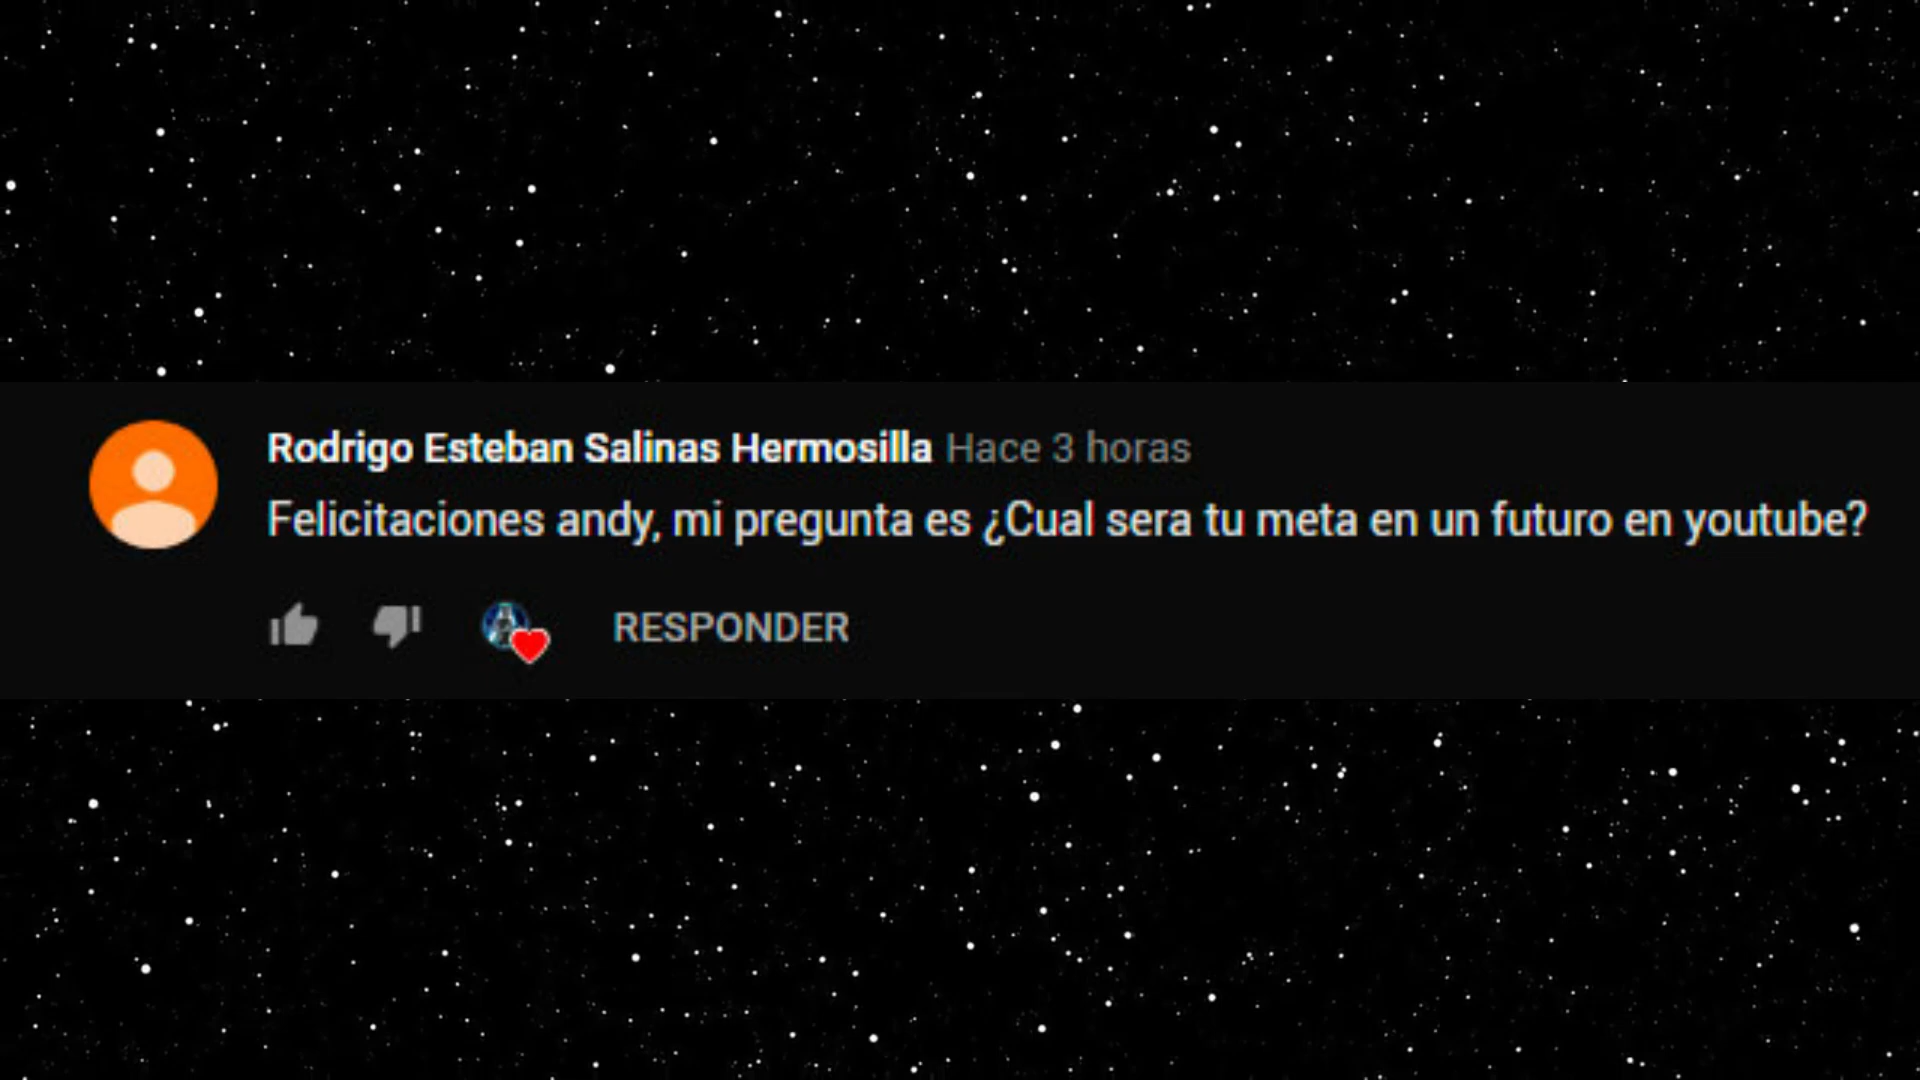 Rodrigo Esteban Salinas Hermosilla Hace 3 horas
Felicitaciones andy, mi pregunta es ¿Cual sera tu meta en un futuro en youtube?
RESPONDER